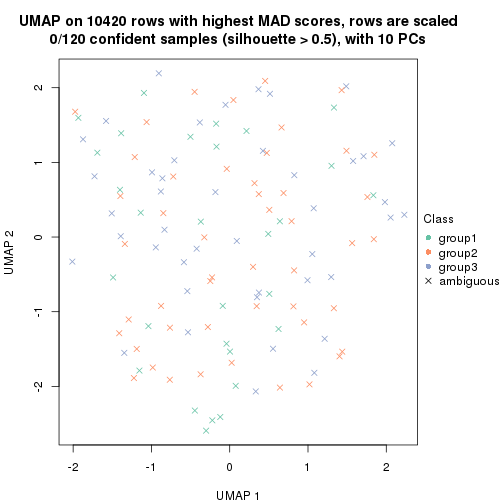 UMAP on 10420 rows with highest MAD scores, rows are scaled
0/120 confident samples (silhouette > 0.5), with 10 PCs
2
1
0
-1
-2
UMAP 2
-2
-1
0
1
2
UMAP 1
Class
group1
group2
group3
ambiguous